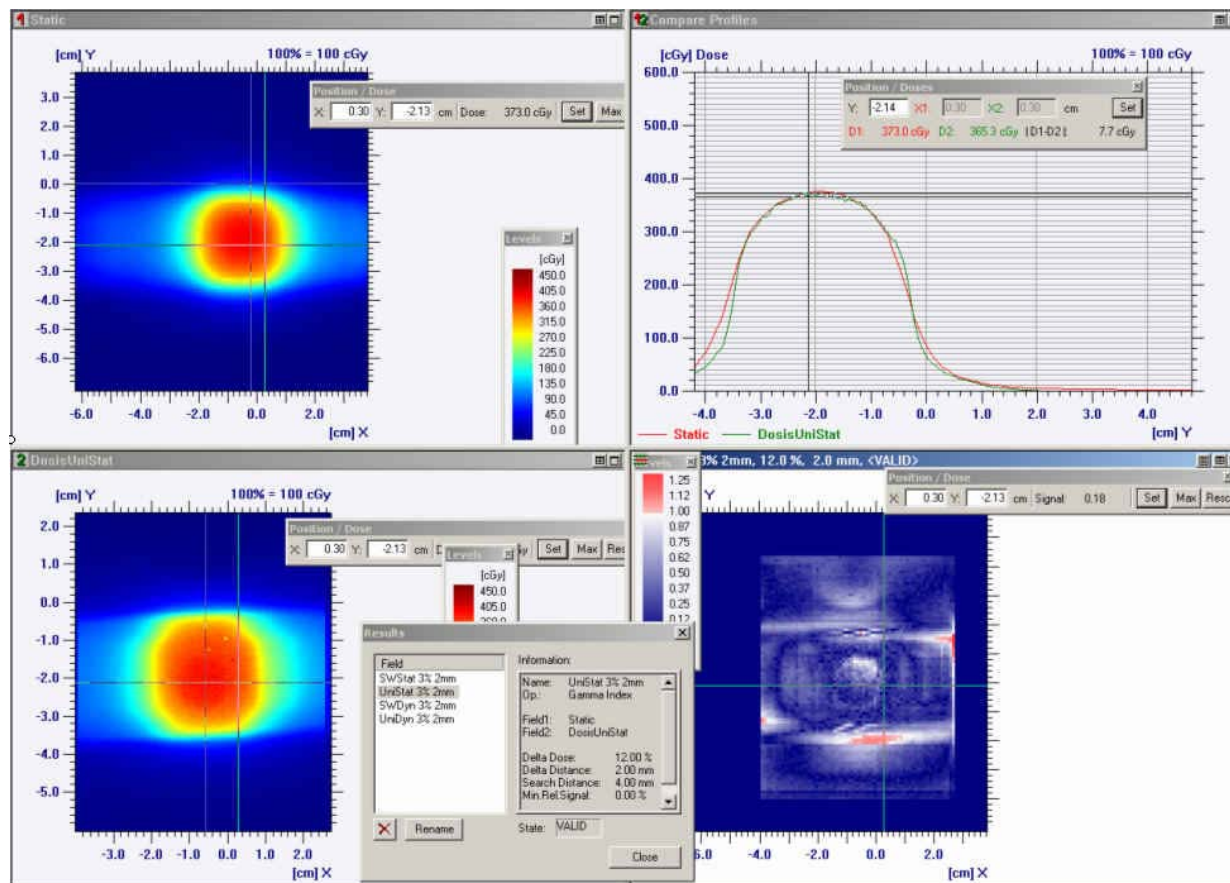 1 Static
[cm] Y 100% = 100 cGy
Position / Dose
X: 0.30 Y: -2.13 cm Dose: 373.0 cGy Set Max
3.0
2.0
1.0
0.0
-1.0
-2.0
-3.0
-4.0
-5.0
-6.0
-6.0 -4.0 -2.0 0.0 2.0
[cm] X
Levels
[cGy]
450.0
405.0
360.0
315.0
270.0
225.0
180.0
135.0
90.0
45.0
0.0
12 Compare Profiles
[cGy] Dose 100% = 100 cGy
Position / Doses
Y: -2.14 X1: 0.30 X2: 0.30 cm Set
D1: 373.0 cGy D2: 365.3 cGy |D1-D2|: 7.7 cGy
600.0
500.0
400.0
300.0
200.0
100.0
0.0
-4.0 -3.0 -2.0 -1.0 0.0 1.0 2.0 3.0 4.0
[cm] Y
Static DosisUniStat
2 DosisUniStat
[cm] Y 100% = 100 cGy
Position / Dose
X: 0.30 Y: -2.13 cm D Gy Set Max Res
2.0
1.0
0.0
-1.0
-2.0
-3.0
-4.0
-5.0
-3.0 -2.0 -1.0 0.0 1.0 2.0
[cm] X
Levels
[cGy]
450.0
405.0
Results
Field
SWStat 3% 2mm
UniStat 3% 2mm
SWDyn 3% 2mm
UniDyn 3% 2mm
Rename
Information:
Name: UniStat 3% 2mm
Op.: Gamma Index
Field1: Static
Field2: DosisUniStat
Delta Dose: 12.00 %
Delta Distance: 2.00 mm
Search Distance: 4.00 mm
Min.Rel.Signal: 0.00 %
State: VALID
Close
3% 2mm, 12.0 %, 2.0 mm, <VALID>
1.25
1.12
1.00
0.87
0.75
0.62
0.50
0.37
0.25
0.12
Y
Position / Dose
X: 0.30 Y: -2.13 cm Signal: 0.18 Set Max Resc
-4.0 -2.0 0.0 2.0
[cm] X